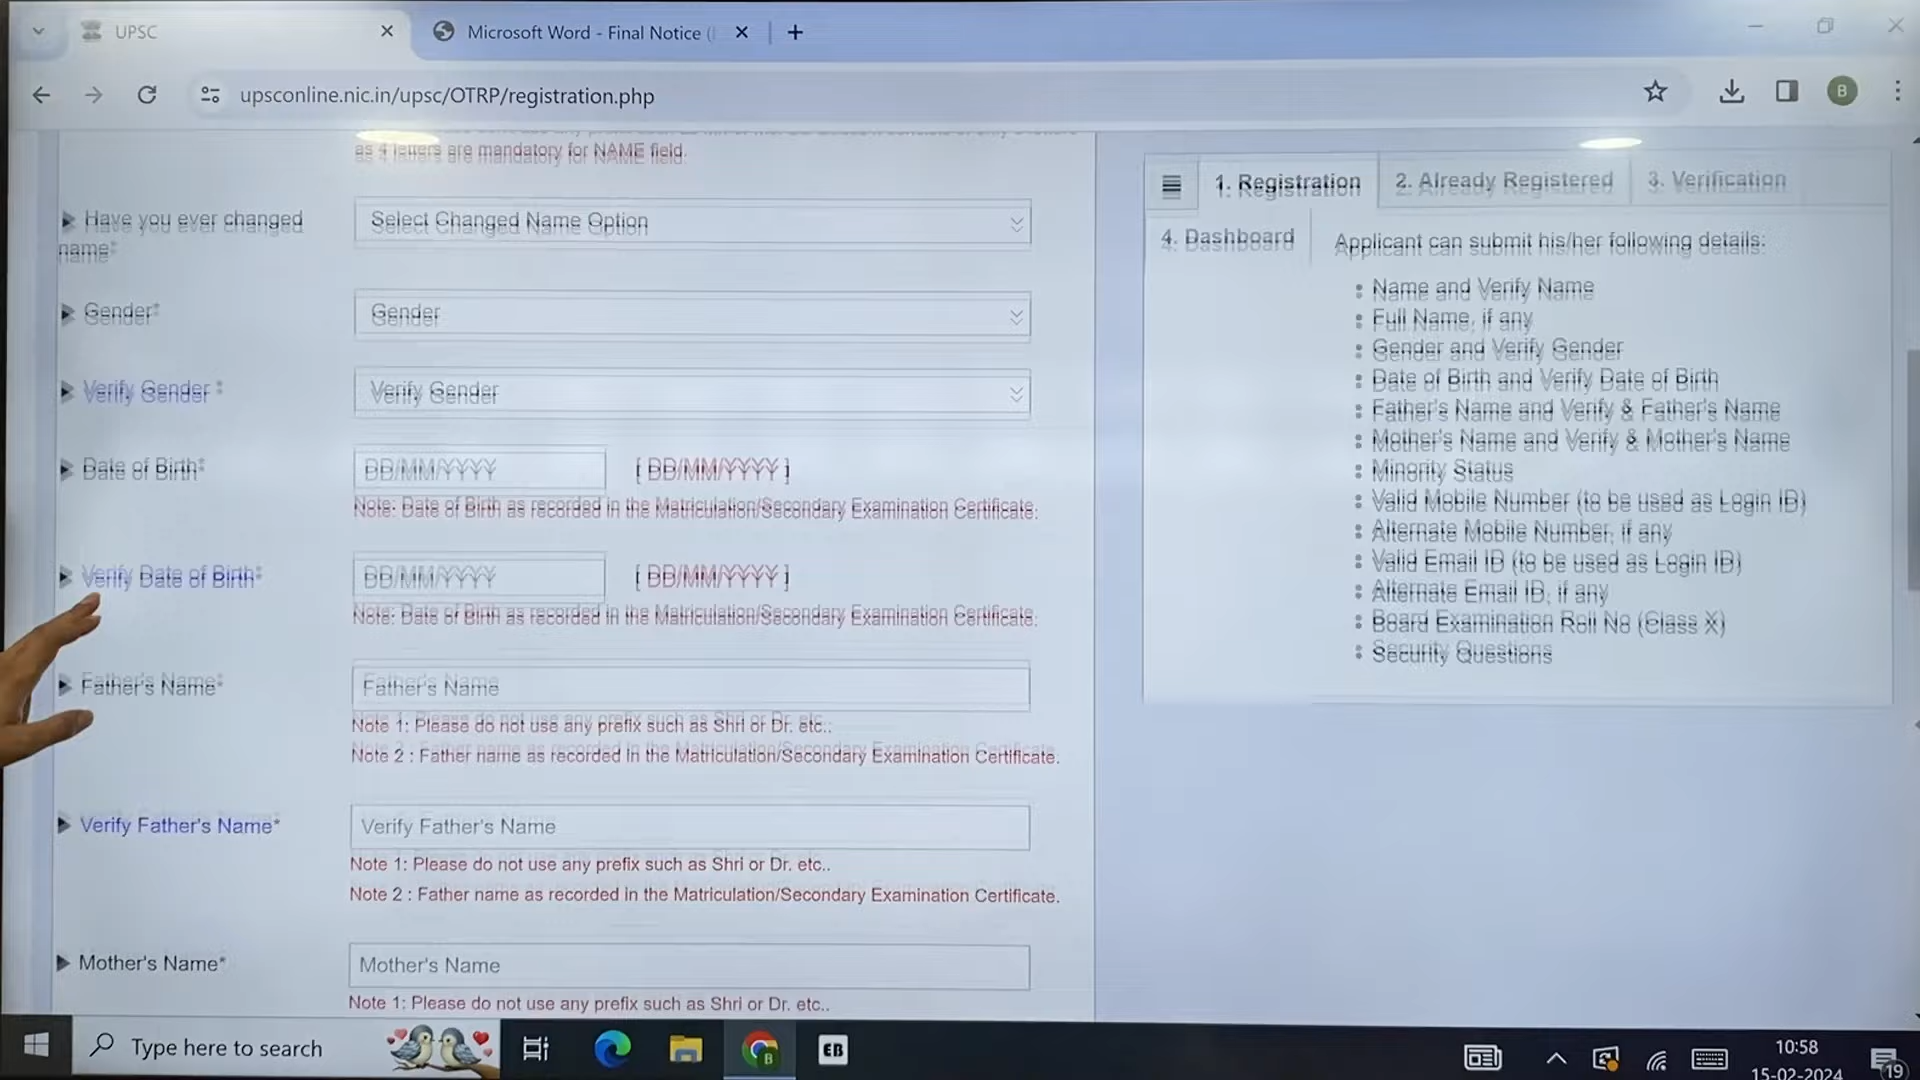 UPSC
Microsoft Word - Final Notice (
upsconline.nic.in/upsc/OTRP/registration.php
as 4 letters are mandatory for NAME field.
Have you ever changed
name*
Select Changed Name Option
Gender*
Gender
Verify Gender *
Verify Gender
Date of Birth*
DD/MM/YYYY
[ DD/MM/YYYY ]
Note: Date of Birth as recorded in the Matriculation/Secondary Examination Certificate.
Verify Date of Birth*
DD/MM/YYYY
[ DD/MM/YYYY ]
Note: Date of Birth as recorded in the Matriculation/Secondary Examination Certificate.
Father's Name*
Father's Name
Note 1: Please do not use any prefix such as Shri or Dr. etc..
Note 2 : Father name as recorded in the Matriculation/Secondary Examination Certificate.
Verify Father's Name*
Verify Father's Name
Note 1: Please do not use any prefix such as Shri or Dr. etc..
Note 2 : Father name as recorded in the Matriculation/Secondary Examination Certificate.
Mother's Name*
Mother's Name
Note 1: Please do not use any prefix such as Shri or Dr. etc..
1. Registration
2. Already Registered
3. Verification
4. Dashboard
Applicant can submit his/her following details:
Name and Verify Name
Full Name, if any
Gender and Verify Gender
Date of Birth and Verify Date of Birth
Father's Name and Verify & Father's Name
Mother's Name and Verify & Mother's Name
Minority Status
Valid Mobile Number (to be used as Login ID)
Alternate Mobile Number, if any
Valid Email ID (to be used as Login ID)
Alternate Email ID, if any
Board Examination Roll No (Class X)
Security Questions
Type here to search
B
B
EB
10:58
15-02-2024
19